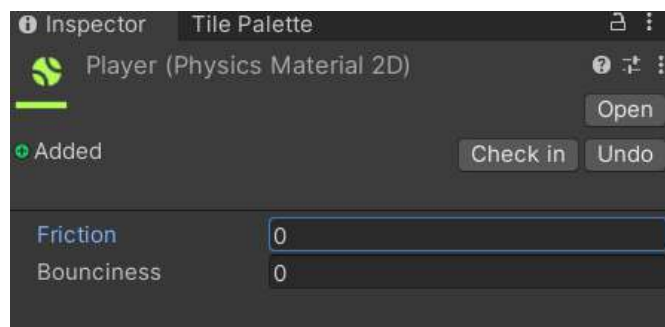 Inspector Tile Palette
Player (Physics Material 2D)
Open
Added Check in Undo
Friction 0
Bounciness 0